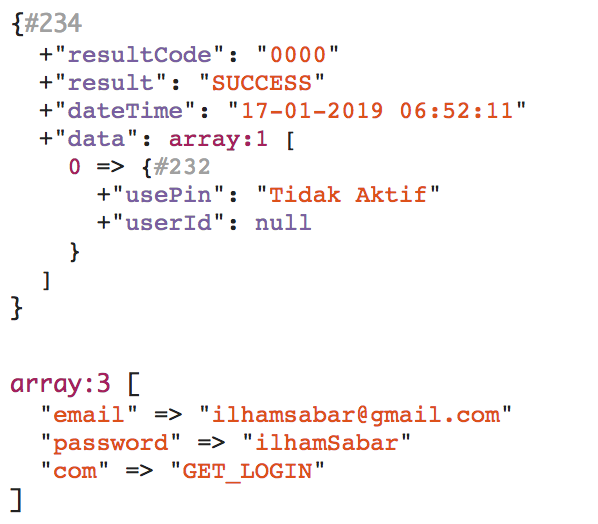 {#234
+"resultCode": "0000"
+"result": "SUCCESS"
+"dateTime": "17-01-2019 06:52:11"
+"data": array:1 [
0 => {#232
+"usePin": "Tidak Aktif"
+"userId": null
}
]
}
array:3 [
"email" => "ilhamsabar@gmail.com"
"password" => "ilhamSabar"
"com" => "GET_LOGIN"
]